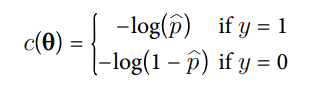 c(θ) = { −log(p̂) if y = 1
−log(1 − p̂) if y = 0